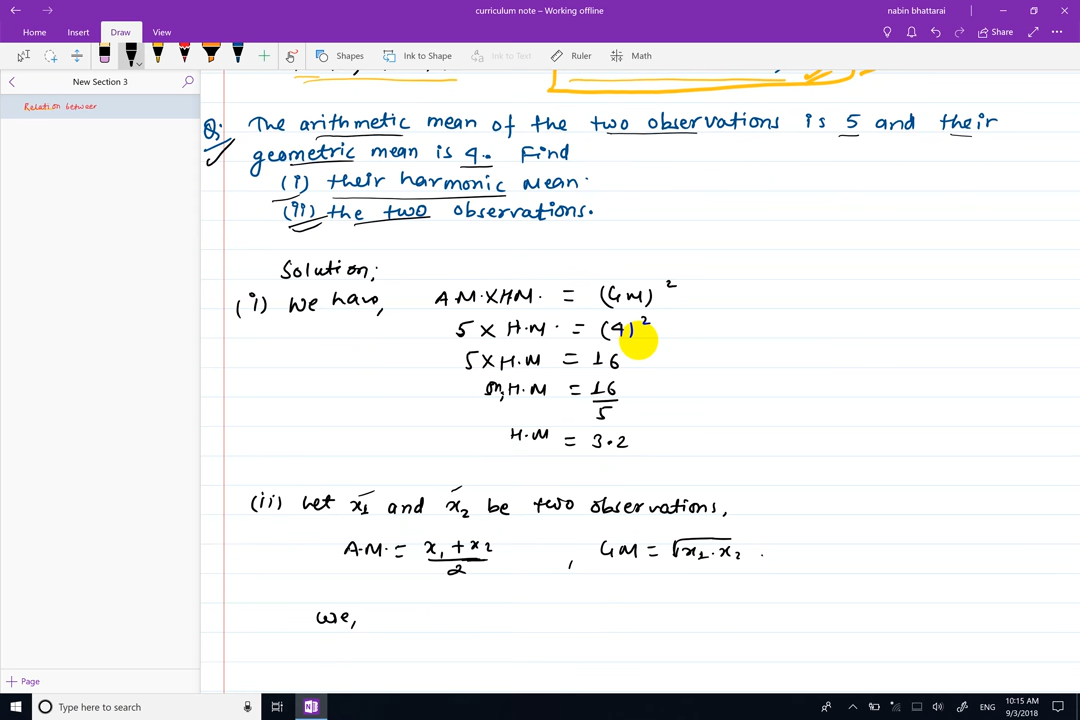 curriculum note – Working offline
nabin bhattarai
Home Insert Draw View
Share
Shapes Ink to Shape Ink to Text Ruler Math
New Section 3
Relation between
Q: The arithmetic mean of the two observations is 5 and their
geometric mean is 4. Find
(i) their harmonic mean.
(ii) the two observations.
Solution;
(i) We have, A.M.×HM. = (GM)²
5 × H.M. = (4)²
5×H.M = 16
or, H.M = 16/5
H.M = 3.2
(ii) Let x1 and x2 be two observations,
A.M. = x1 + x2 / 2 , GM = √x1.x2 .
we,
+ Page
Type here to search
ENG
10:15 AM
9/3/2018